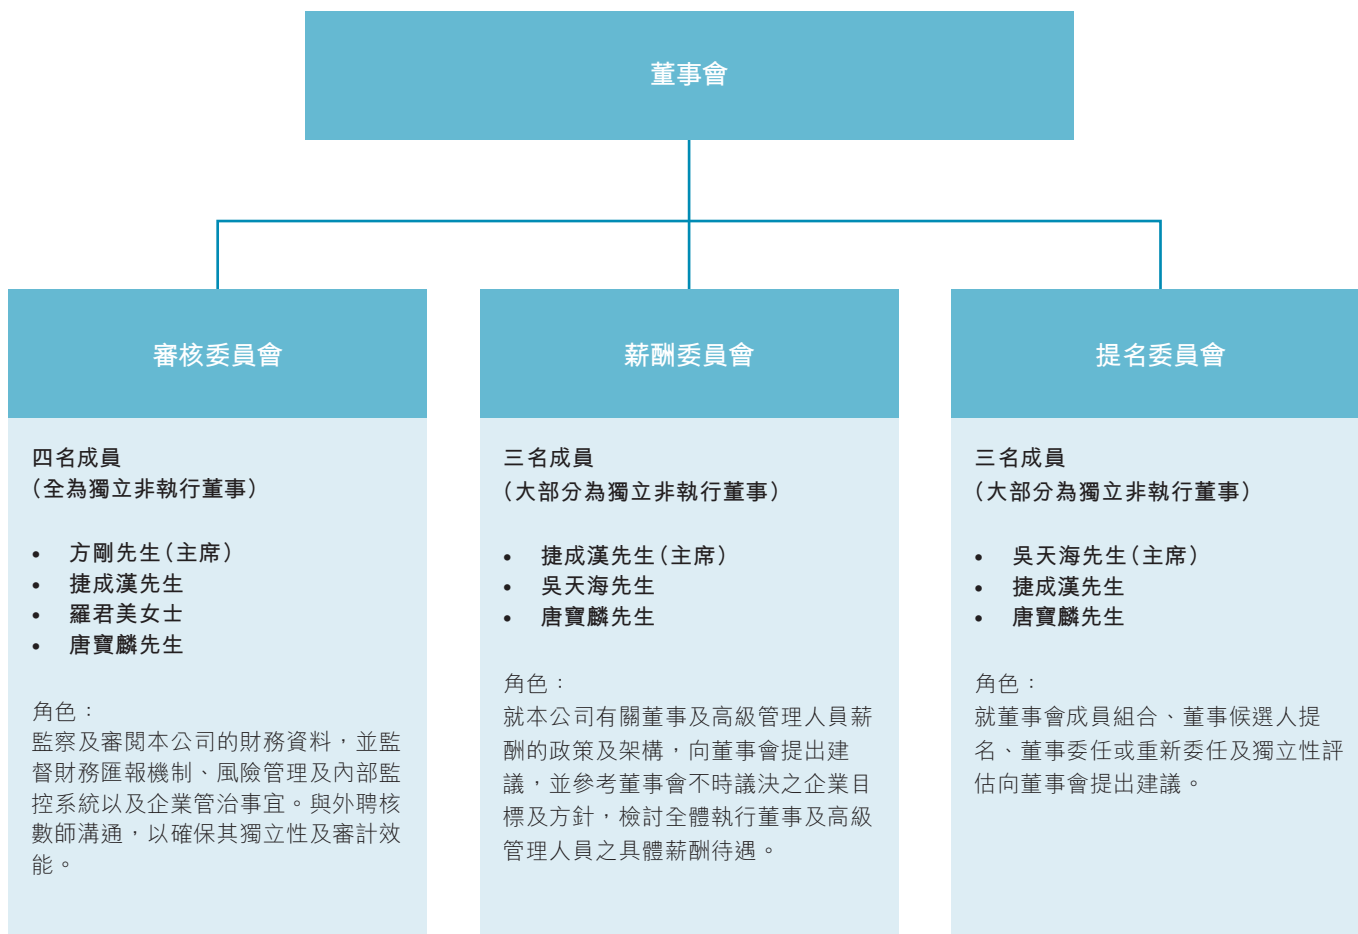 董事會
審核委員會
四名成員
（全為獨立非執行董事）
• 方剛先生（主席）
• 捷成漢先生
• 羅君美女士
• 唐寶麟先生
角色：
監察及審閱本公司的財務資料，並監
督財務匯報機制、風險管理及內部監
控系統以及企業管治事宜。與外聘核
數師溝通，以確保其獨立性及審計效
能。
薪酬委員會
三名成員
（大部分為獨立非執行董事）
• 捷成漢先生（主席）
• 吳天海先生
• 唐寶麟先生
角色：
就本公司有關董事及高級管理人員薪
酬的政策及架構，向董事會提出建
議，並參考董事會不時議決之企業目
標及方針，檢討全體執行董事及高級
管理人員之具體薪酬待遇。
提名委員會
三名成員
（大部分為獨立非執行董事）
• 吳天海先生（主席）
• 捷成漢先生
• 唐寶麟先生
角色：
就董事會成員組合、董事候選人提
名、董事委任或重新委任及獨立性評
估向董事會提出建議。